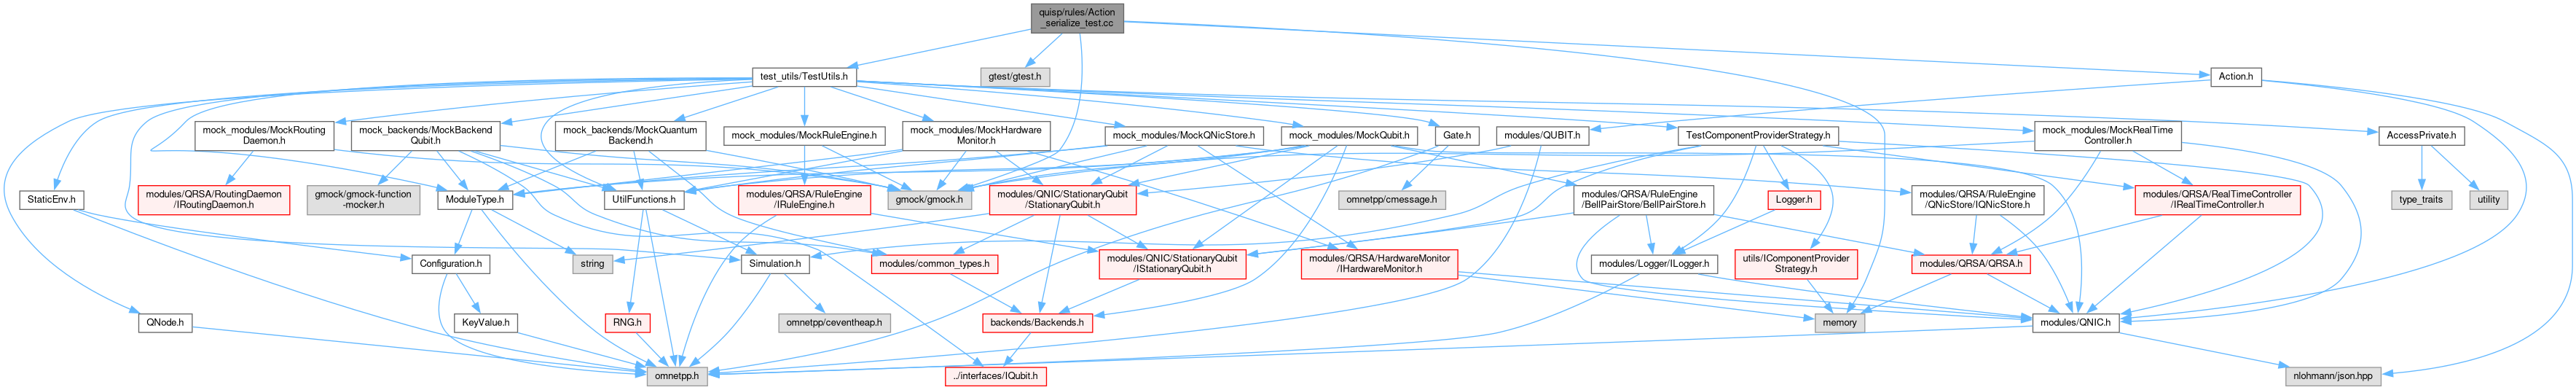 quisp/rules/Action
_serialize_test.cc
test_utils/TestUtils.h
gtest/gtest.h
Action.h
mock_modules/MockRouting
Daemon.h
mock_backends/MockBackend
Qubit.h
mock_backends/MockQuantum
Backend.h
mock_modules/MockRuleEngine.h
mock_modules/MockHardware
Monitor.h
mock_modules/MockQNicStore.h
mock_modules/MockQubit.h
Gate.h
modules/QUBIT.h
TestComponentProviderStrategy.h
mock_modules/MockRealTime
Controller.h
AccessPrivate.h
StaticEnv.h
modules/QRSA/RoutingDaemon
/IRoutingDaemon.h
gmock/gmock-function
-mocker.h
ModuleType.h
UtilFunctions.h
modules/QRSA/RuleEngine
/IRuleEngine.h
gmock/gmock.h
modules/QNIC/StationaryQubit
/StationaryQubit.h
omnetpp/cmessage.h
modules/QRSA/RuleEngine
/BellPairStore/BellPairStore.h
Logger.h
modules/QRSA/RuleEngine
/QNicStore/IQNicStore.h
modules/QRSA/RealTimeController
/IRealTimeController.h
type_traits
utility
Configuration.h
string
Simulation.h
modules/common_types.h
modules/QNIC/StationaryQubit
/IStationaryQubit.h
modules/QRSA/HardwareMonitor
/IHardwareMonitor.h
modules/Logger/ILogger.h
utils/IComponentProvider
Strategy.h
modules/QRSA/QRSA.h
QNode.h
KeyValue.h
RNG.h
omnetpp/ceventheap.h
backends/Backends.h
memory
modules/QNIC.h
omnetpp.h
../interfaces/IQubit.h
nlohmann/json.hpp